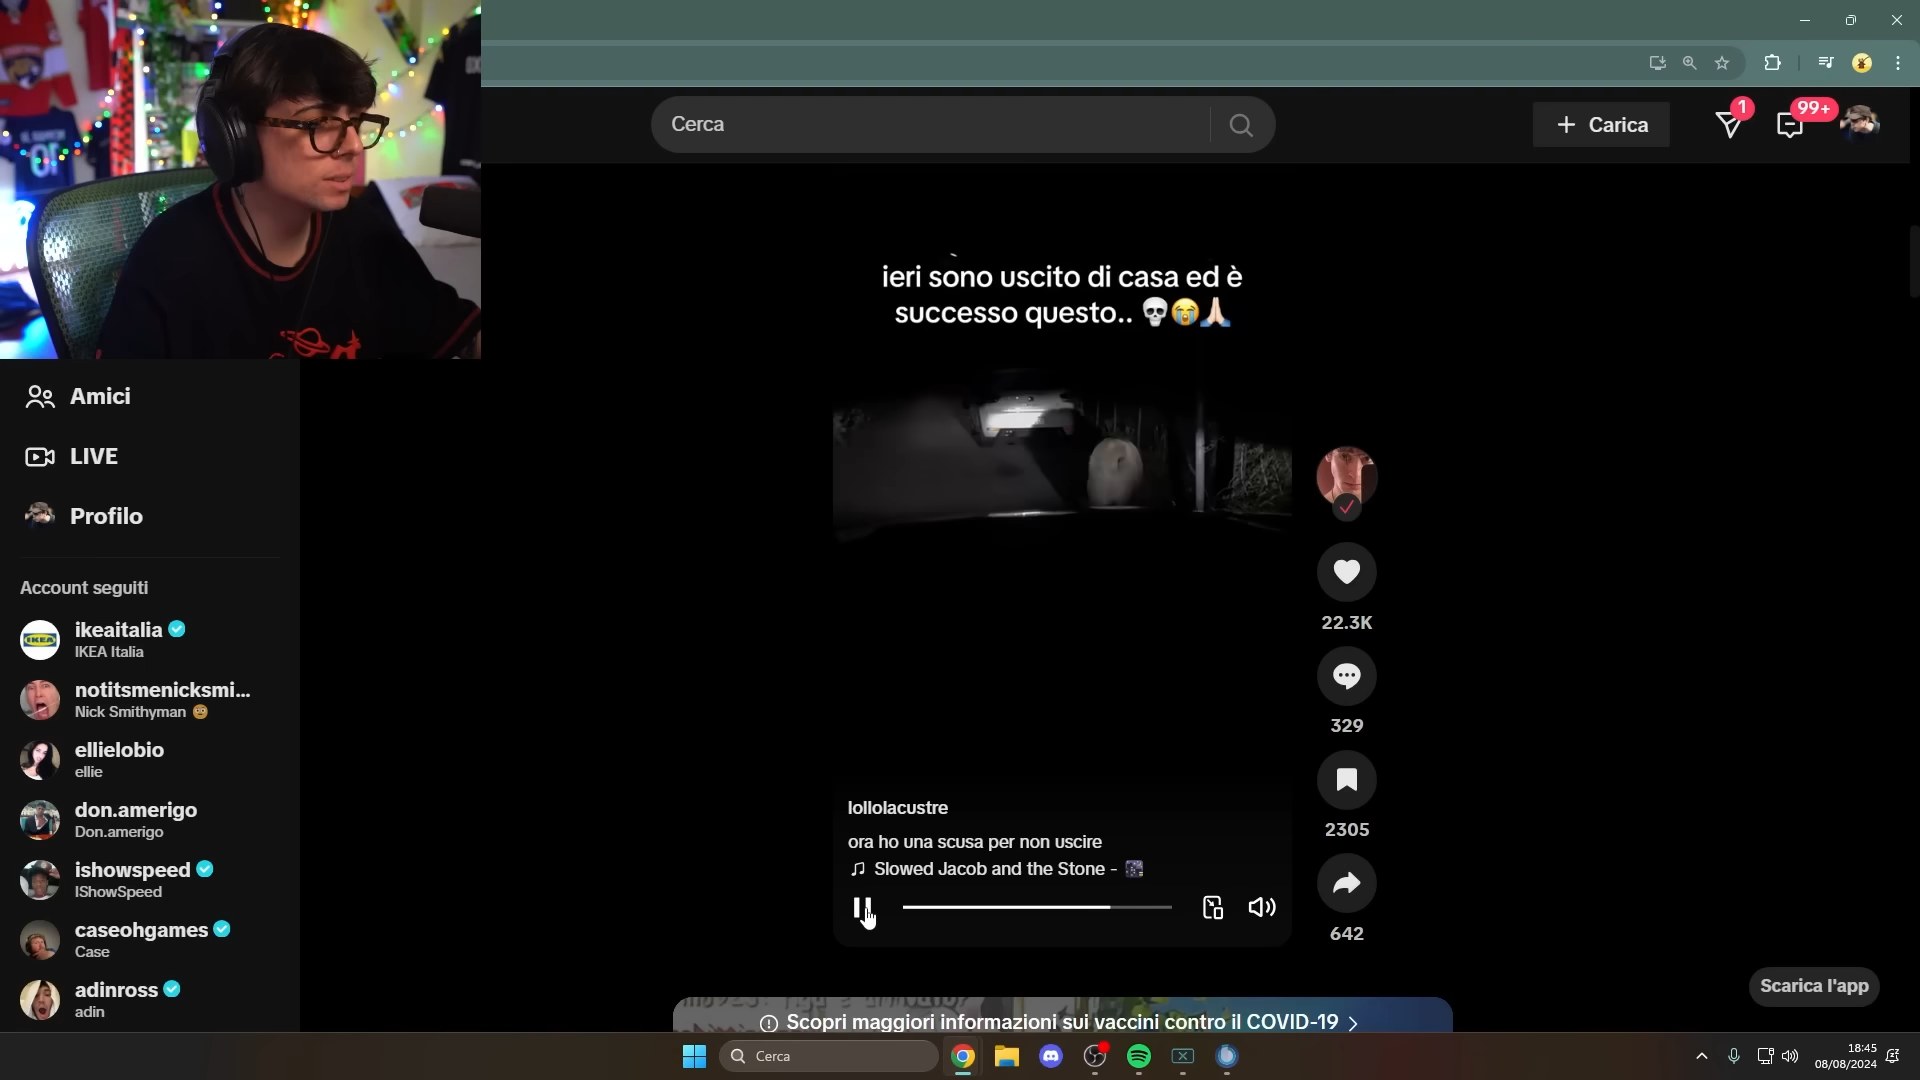 Cerca
Carica
1
99+
ieri sono uscito di casa ed è
successo questo.. 💀😭🙏🏻
Amici
LIVE
Profilo
Account seguiti
ikeaitalia
IKEA Italia
notitsmenicksmi...
Nick Smithyman
ellielobio
ellie
don.amerigo
Don.amerigo
ishowspeed
IShowSpeed
caseohgames
Case
adinross
adin
22.3K
329
2305
642
lollolacustre
ora ho una scusa per non uscire
Slowed Jacob and the Stone - 🎆
Scarica l'app
Scopri maggiori informazioni sui vaccini contro il COVID-19
Cerca
18:45
08/08/2024